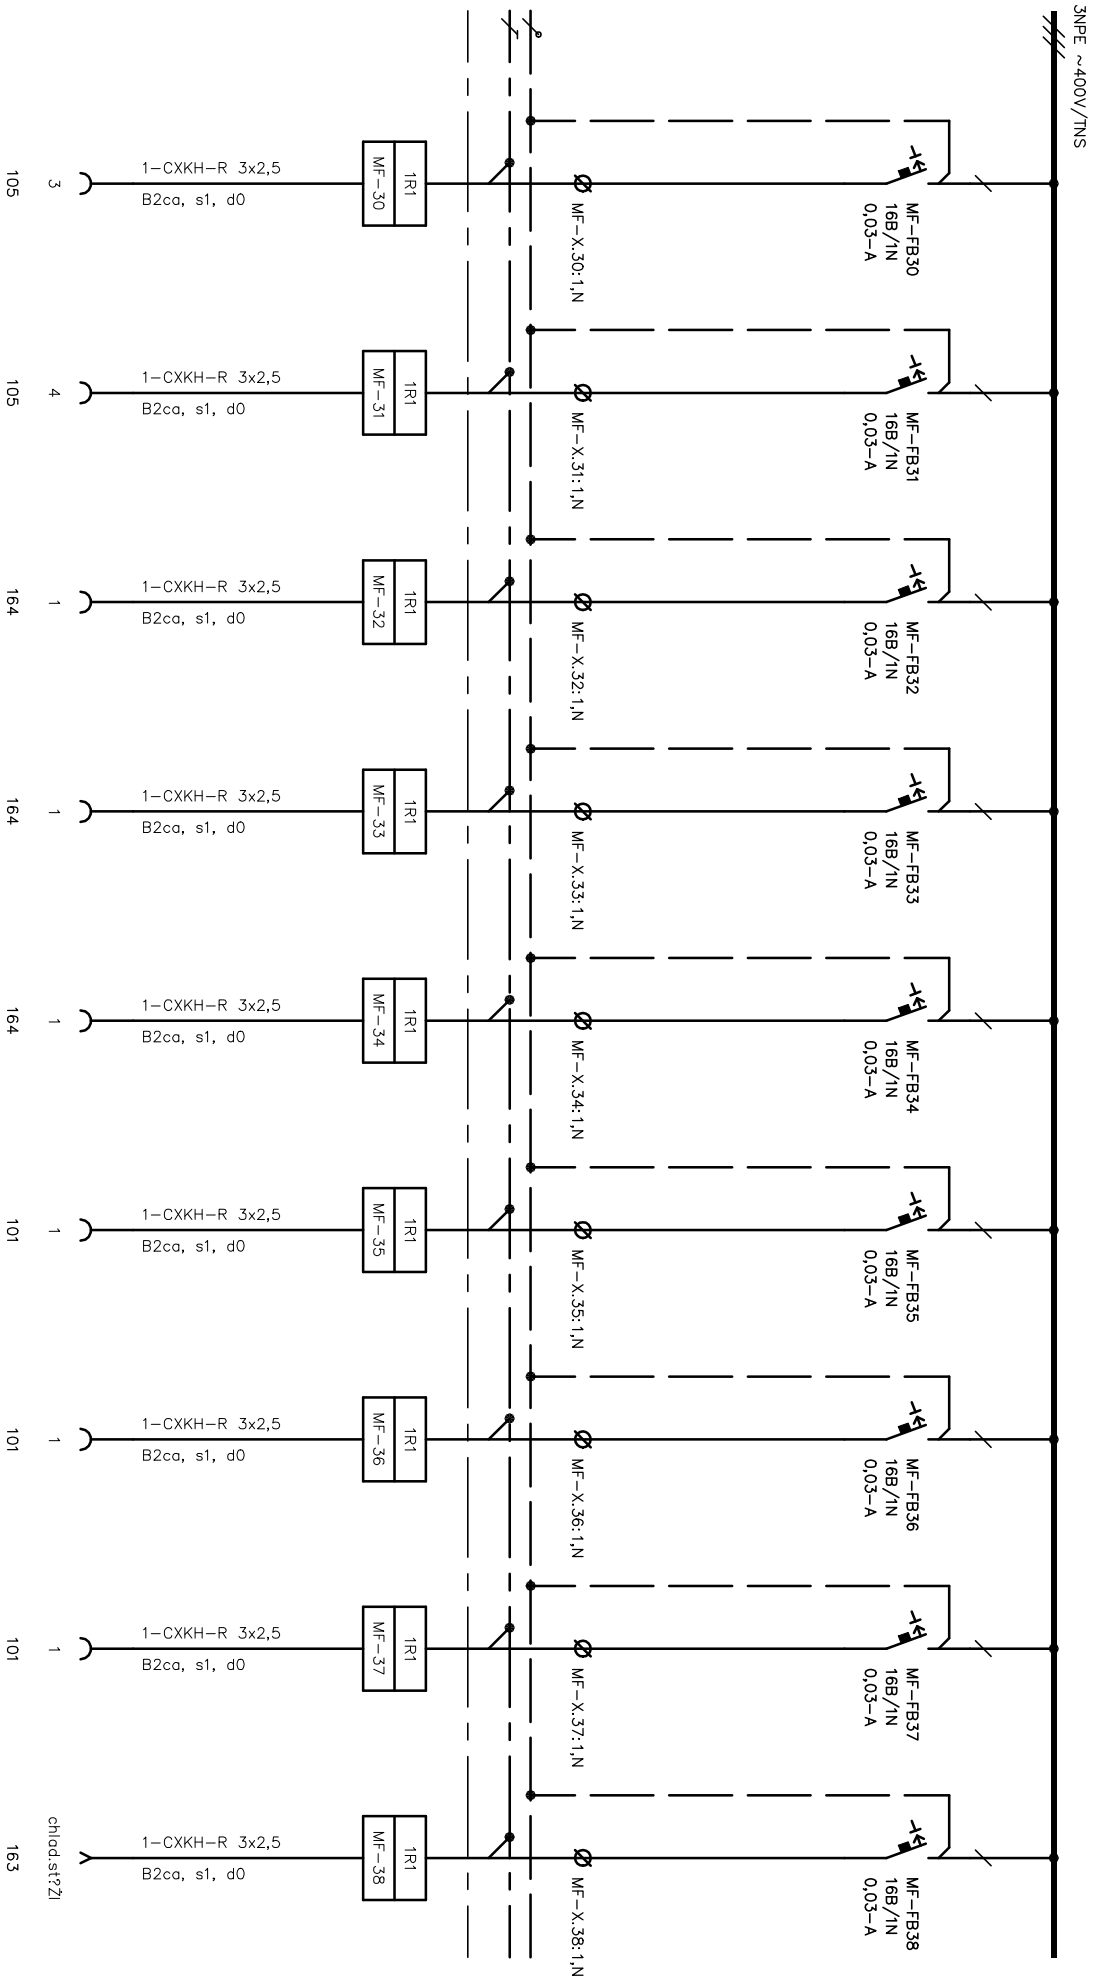 3NPE ~400V/TNS
MF-FB30
16B/1N
0,03-A
MF-X.30:1,N
1R1
MF-30
1-CXKH-R 3x2,5
B2ca, s1, d0
3
105
MF-FB31
16B/1N
0,03-A
MF-X.31:1,N
1R1
MF-31
1-CXKH-R 3x2,5
B2ca, s1, d0
4
105
MF-FB32
16B/1N
0,03-A
MF-X.32:1,N
1R1
MF-32
1-CXKH-R 3x2,5
B2ca, s1, d0
1
164
MF-FB33
16B/1N
0,03-A
MF-X.33:1,N
1R1
MF-33
1-CXKH-R 3x2,5
B2ca, s1, d0
1
164
MF-FB34
16B/1N
0,03-A
MF-X.34:1,N
1R1
MF-34
1-CXKH-R 3x2,5
B2ca, s1, d0
1
164
MF-FB35
16B/1N
0,03-A
MF-X.35:1,N
1R1
MF-35
1-CXKH-R 3x2,5
B2ca, s1, d0
1
101
MF-FB36
16B/1N
0,03-A
MF-X.36:1,N
1R1
MF-36
1-CXKH-R 3x2,5
B2ca, s1, d0
1
101
MF-FB37
16B/1N
0,03-A
MF-X.37:1,N
1R1
MF-37
1-CXKH-R 3x2,5
B2ca, s1, d0
1
101
MF-FB38
16B/1N
0,03-A
MF-X.38:1,N
1R1
MF-38
1-CXKH-R 3x2,5
B2ca, s1, d0
chlad.st?Žl
163